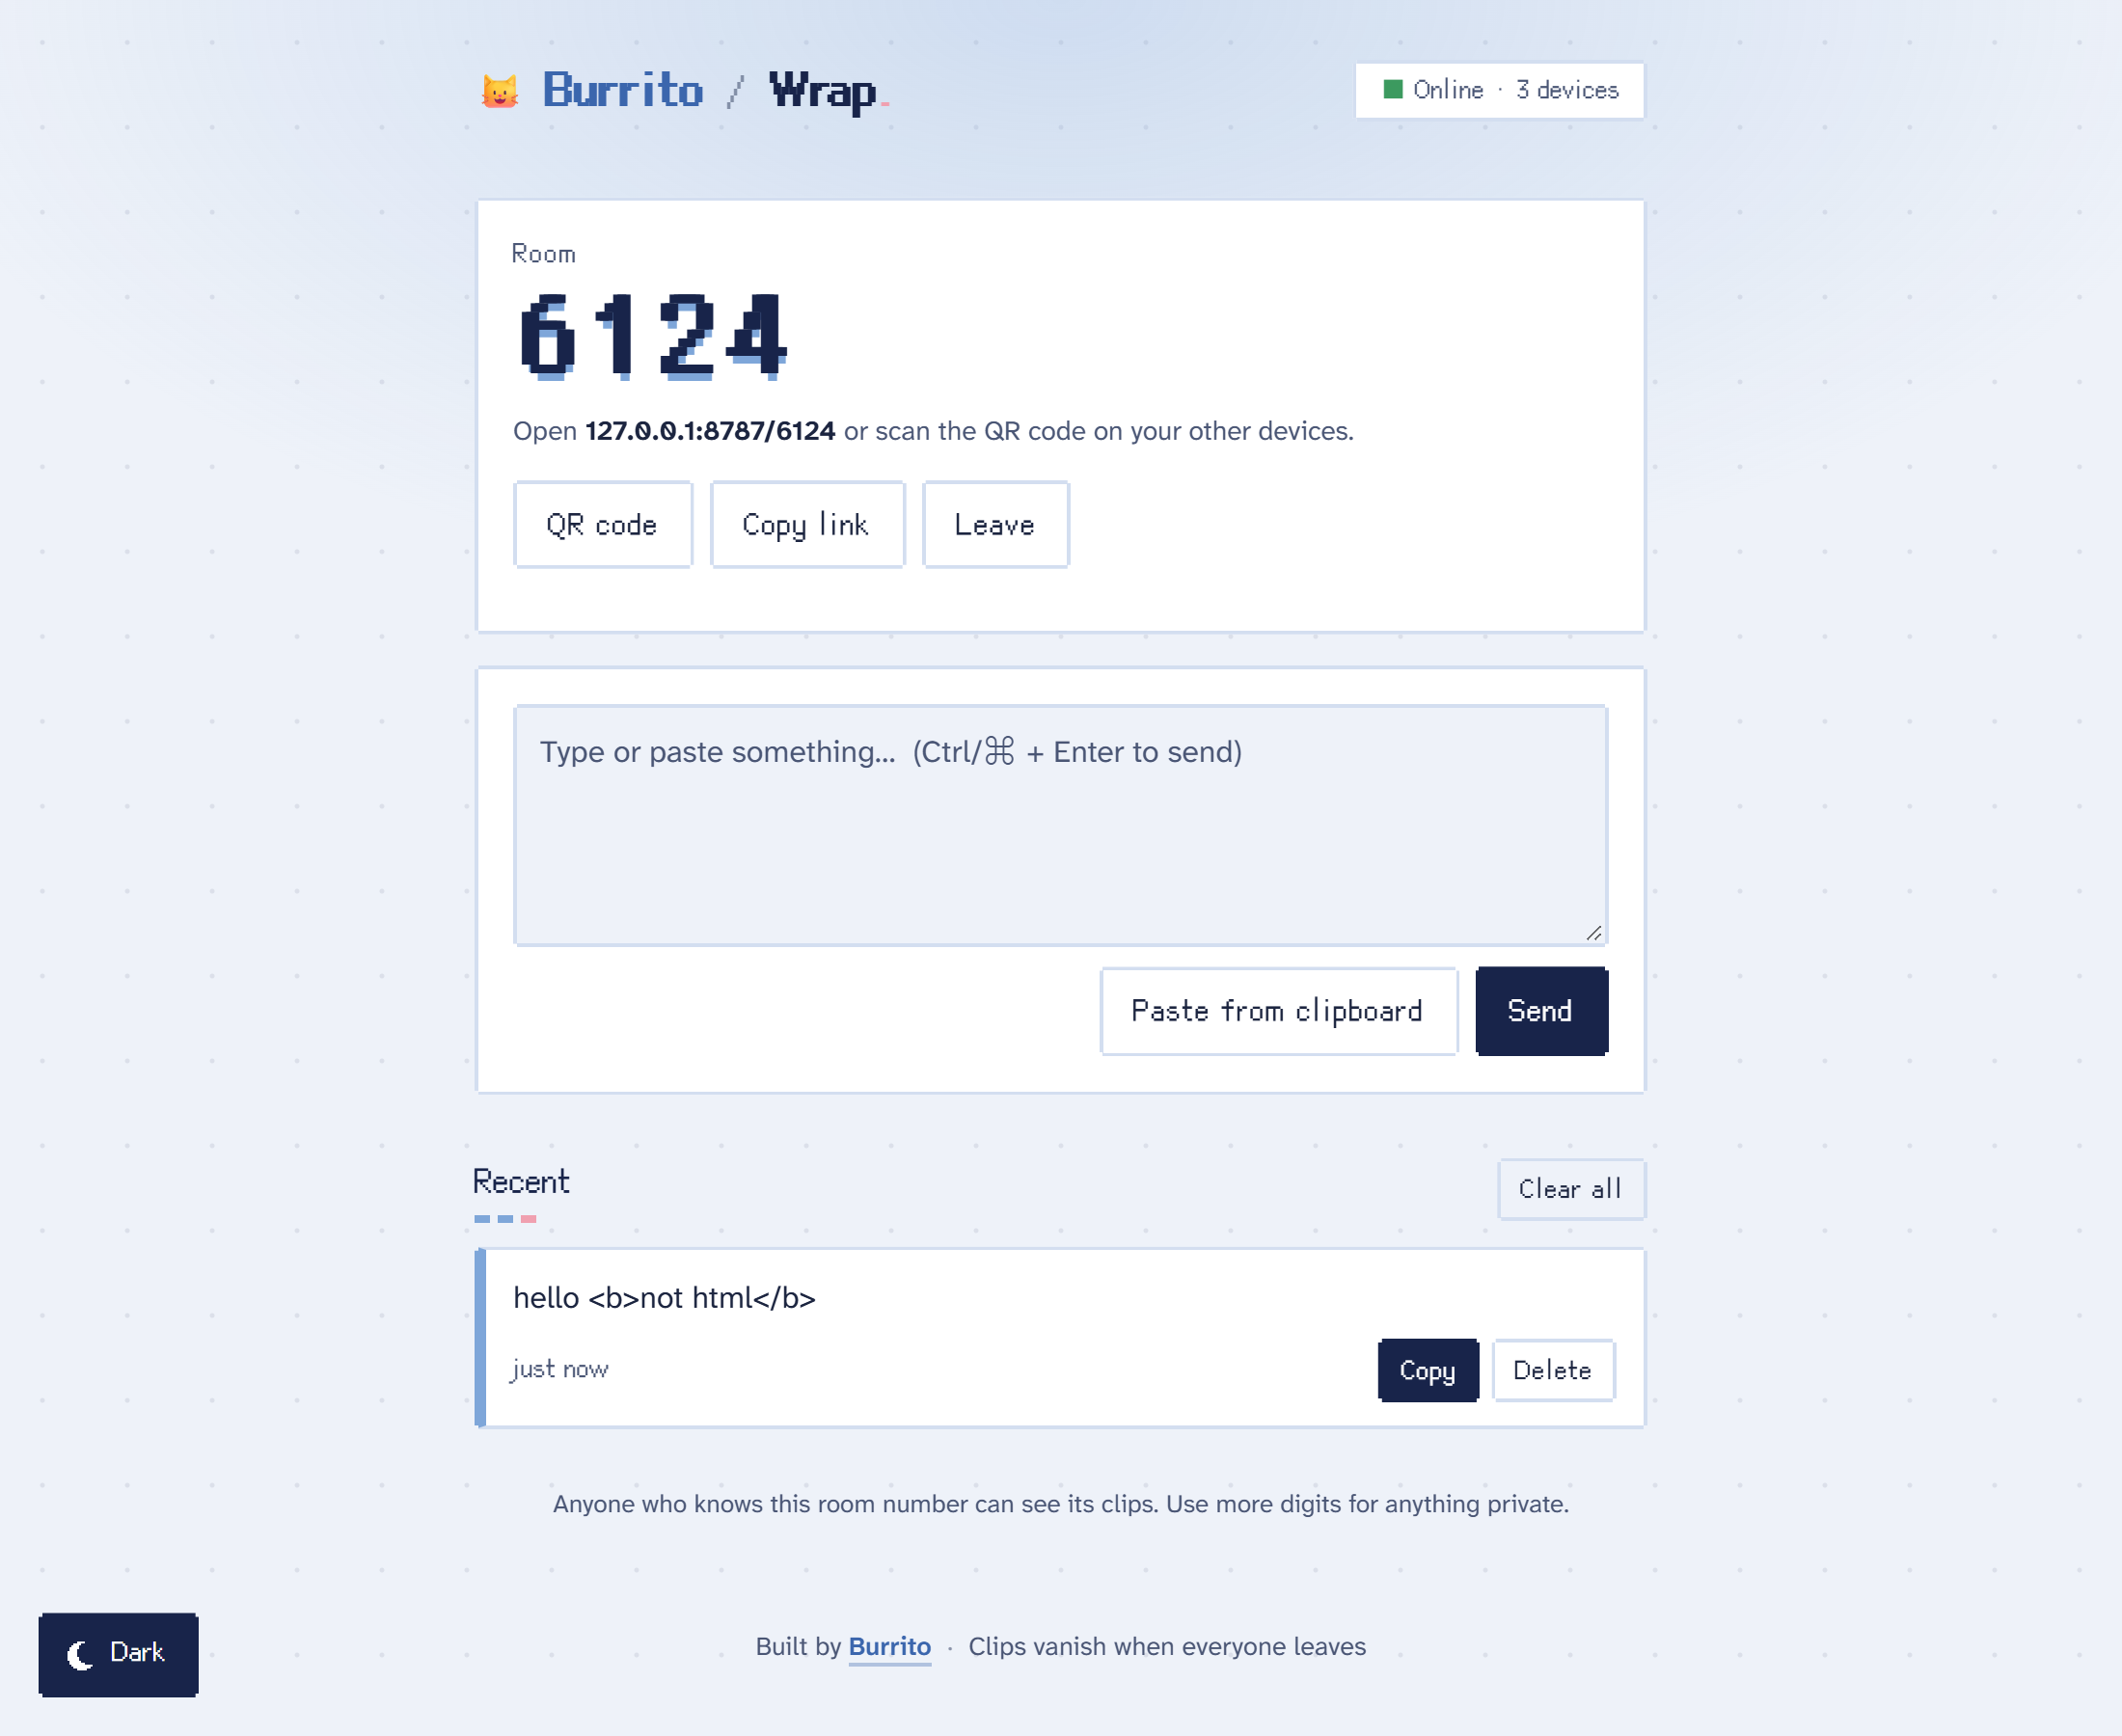 Burrito / Wrap.
Online · 3 devices
Room
6124
Open 127.0.0.1:8787/6124 or scan the QR code on your other devices.
QR code
Copy link
Leave
Type or paste something... (Ctrl/⌘ + Enter to send)
Paste from clipboard
Send
Recent
Clear all
hello <b>not html</b>
just now
Copy
Delete
Anyone who knows this room number can see its clips. Use more digits for anything private.
Dark
Built by Burrito · Clips vanish when everyone leaves